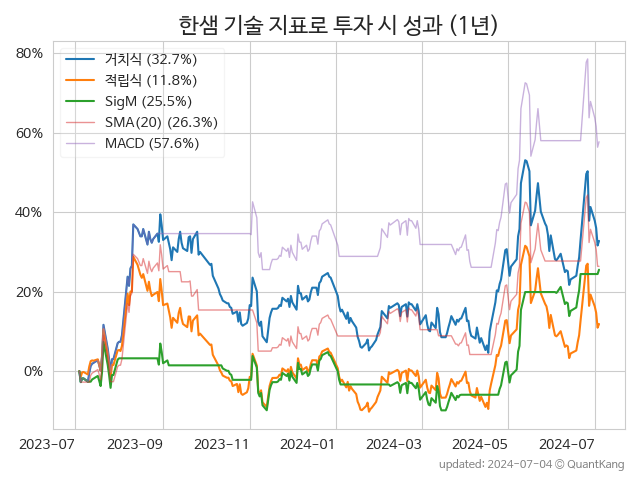 한샘 기술 지표로 투자 시 성과 (1년)
80%
60%
40%
20%
0%
거치식 (32.7%)
적립식 (11.8%)
SigM (25.5%)
SMA(20) (26.3%)
MACD (57.6%)
2023-07 2023-09 2023-11 2024-01 2024-03 2024-05 2024-07
updated: 2024-07-04 © QuantKang